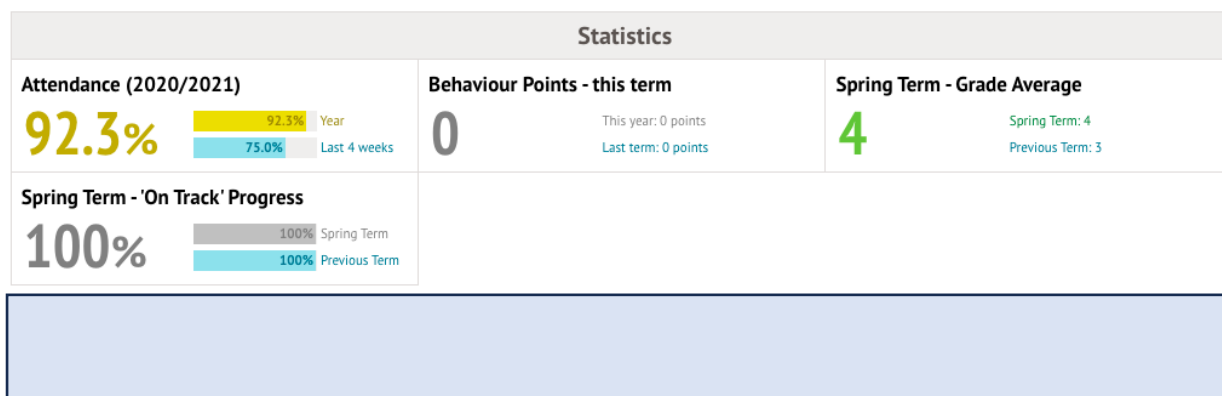 Statistics
Attendance (2020/2021)
92.3%
92.3% Year
75.0% Last 4 weeks
Behaviour Points - this term
0
This year: 0 points
Last term: 0 points
Spring Term - Grade Average
4
Spring Term: 4
Previous Term: 3
Spring Term - 'On Track' Progress
100%
100% Spring Term
100% Previous Term